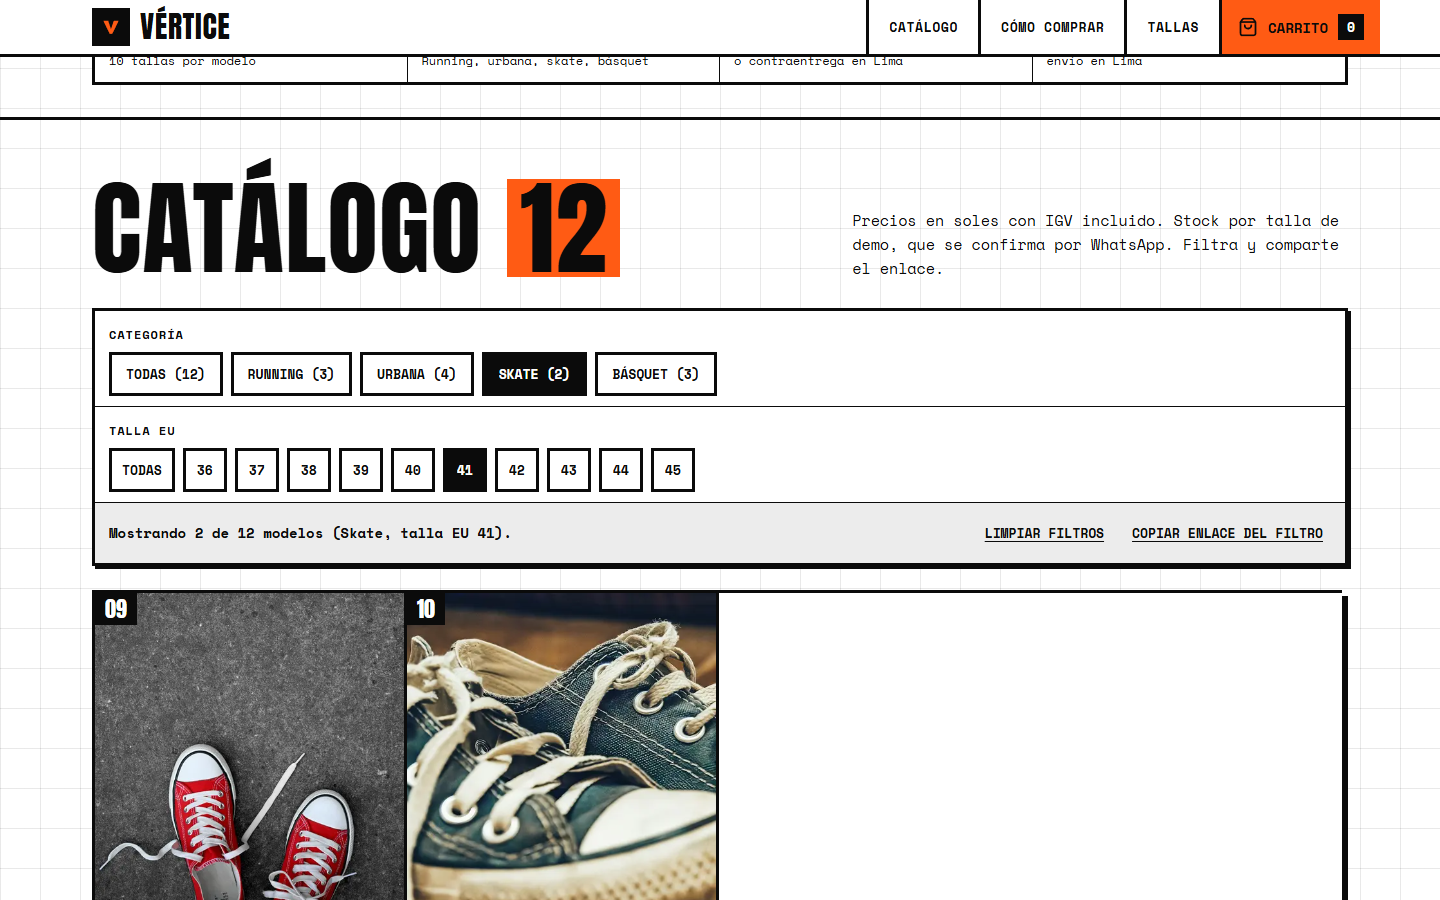 V VÉRTICE
CATÁLOGO
CÓMO COMPRAR
TALLAS
CARRITO 0
10 tallas por modelo
Running, urbana, skate, básquet
o contraentrega en Lima
envío en Lima
CATÁLOGO 12
Precios en soles con IGV incluido. Stock por talla de
demo, que se confirma por WhatsApp. Filtra y comparte
el enlace.
CATEGORÍA
TODAS (12)
RUNNING (3)
URBANA (4)
SKATE (2)
BÁSQUET (3)
TALLA EU
TODAS
36
37
38
39
40
41
42
43
44
45
Mostrando 2 de 12 modelos (Skate, talla EU 41).
LIMPIAR FILTROS
COPIAR ENLACE DEL FILTRO
09
10